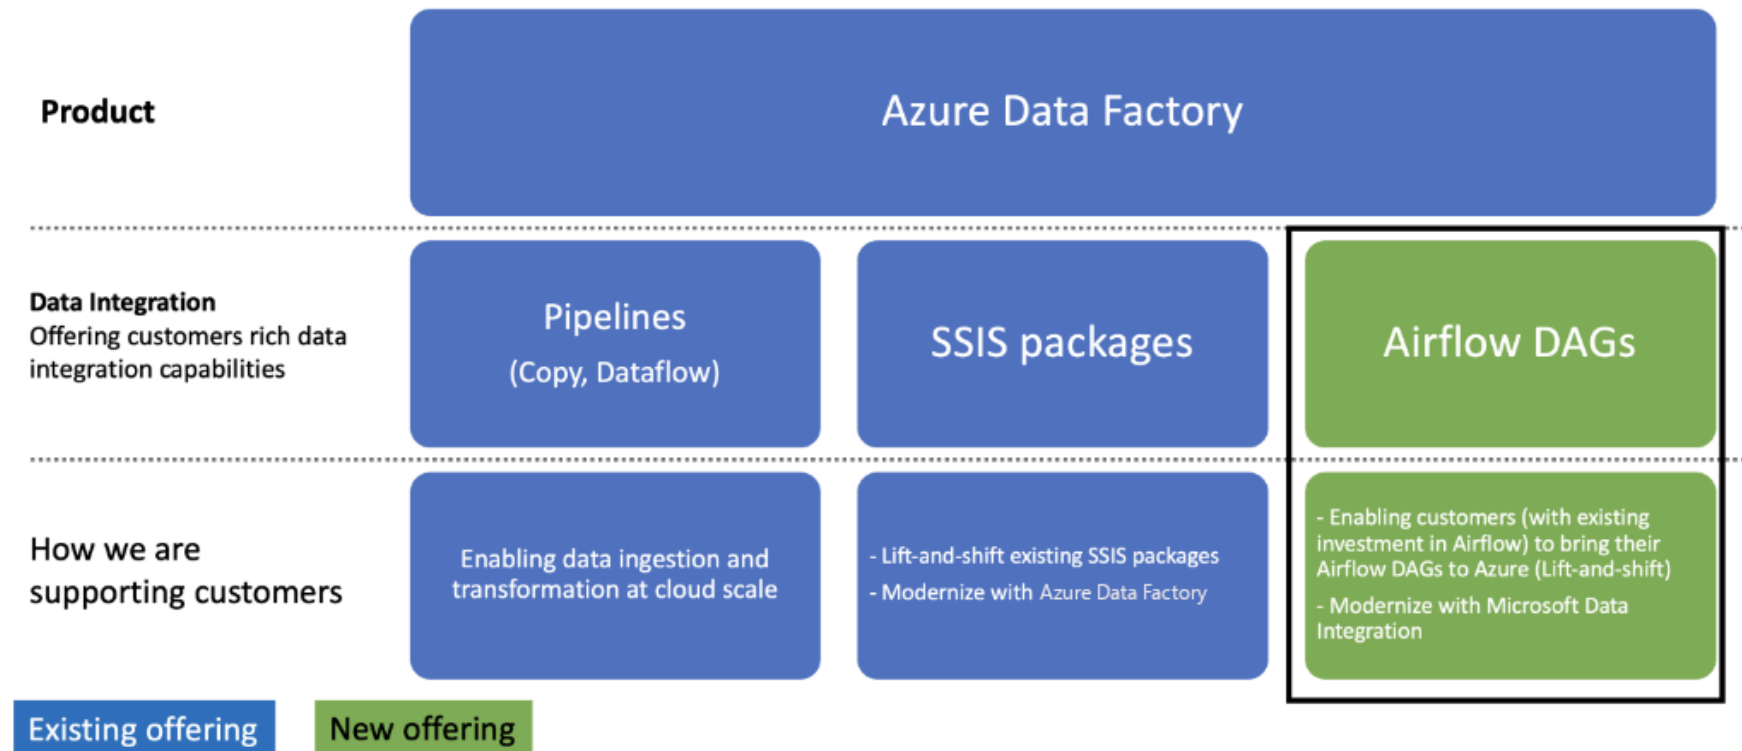 Product
Azure Data Factory
Data Integration
Offering customers rich data
integration capabilities
Pipelines
(Copy, Dataflow)
SSIS packages
Airflow DAGs
How we are
supporting customers
Enabling data ingestion and
transformation at cloud scale
- Lift-and-shift existing SSIS packages
- Modernize with Azure Data Factory
- Enabling customers (with existing
investment in Airflow) to bring their
Airflow DAGs to Azure (Lift-and-shift)
- Modernize with Microsoft Data
Integration
Existing offering
New offering